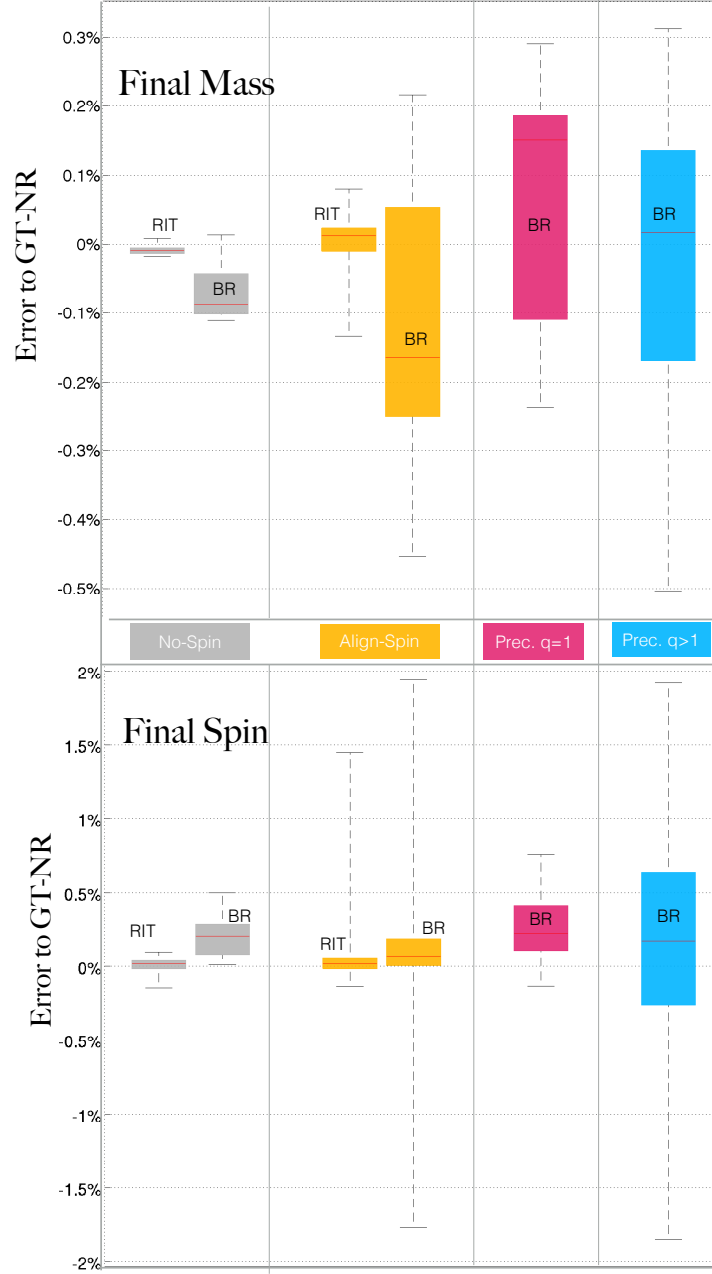 0.3%
Final Mass
0.2%
0.1%
RIT
RIT
BR
BR
0%
BR
-0.1%
BR
-0.2%
-0.3%
-0.4%
-0.5%
Error to GT-NR
No-Spin
Align-Spin
Prec. q=1
Prec. q>1
2%
Final Spin
1.5%
1%
0.5%
RIT
BR
RIT
BR
BR
BR
0%
-0.5%
-1%
-1.5%
-2%
Error to GT-NR